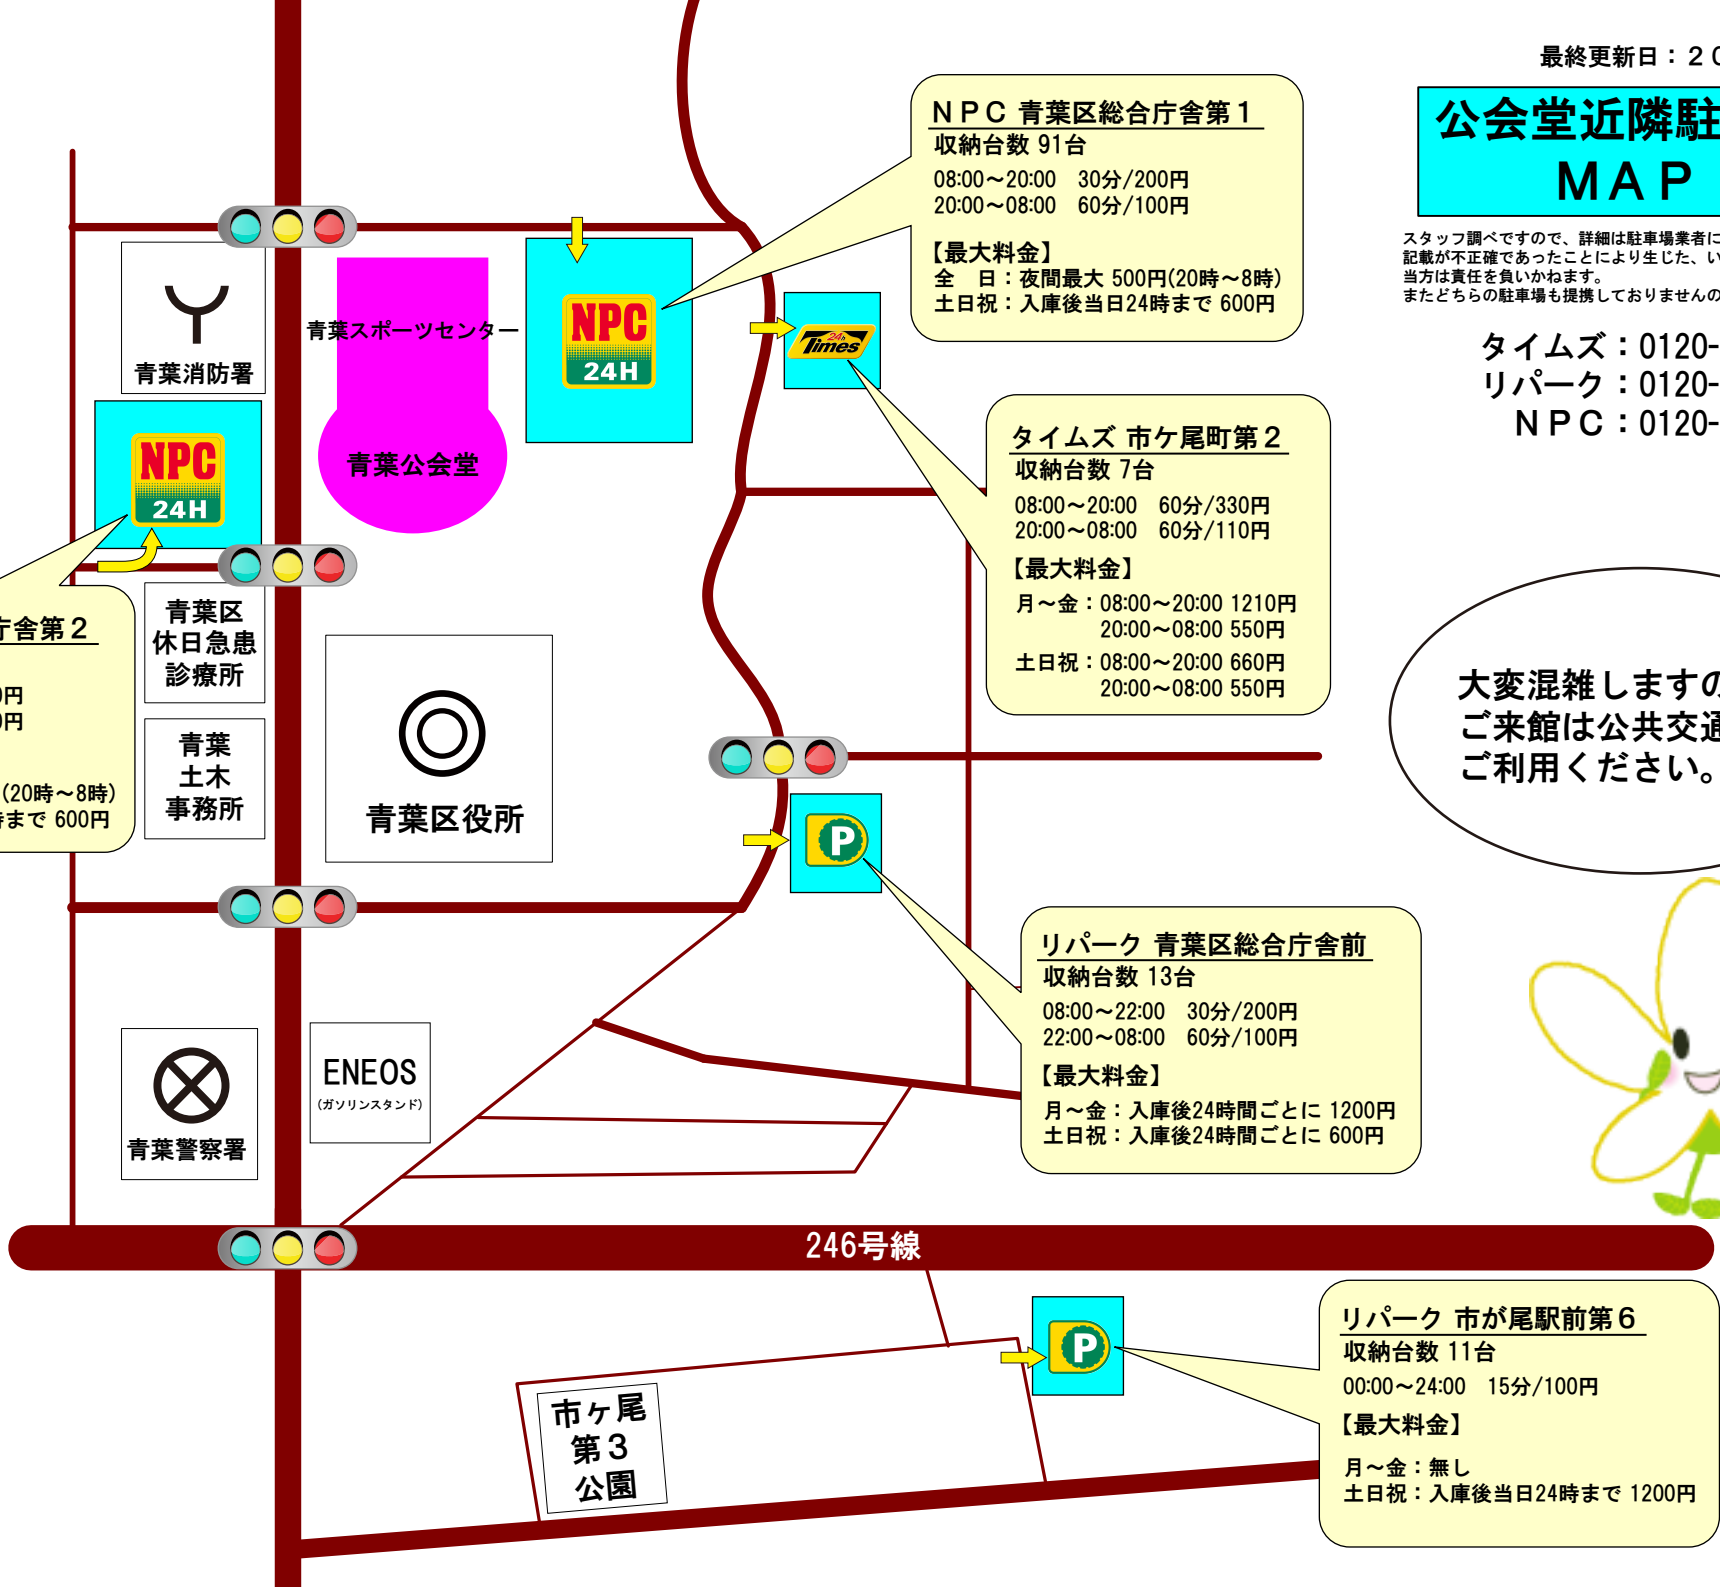 最終更新日：２０
公会堂近隣駐
ＭＡＰ
スタッフ調べですので、詳細は駐車場業者に
記載が不正確であったことにより生じた、い
当方は責任を負いかねます。
またどちらの駐車場も提携しておりませんの
タイムズ：0120-
リパーク：0120-
ＮＰＣ：0120-
ＮＰＣ 青葉区総合庁舎第１
収納台数 91台
08:00～20:00　30分/200円
20:00～08:00　60分/100円
【最大料金】
全　日：夜間最大 500円(20時～8時)
土日祝：入庫後当日24時まで 600円
青葉消防署
青葉スポーツセンター
NPC
24H
24h
Times
青葉公会堂
NPC
24H
タイムズ 市ケ尾町第２
収納台数 7台
08:00～20:00　60分/330円
20:00～08:00　60分/110円
【最大料金】
月～金：08:00～20:00 1210円
20:00～08:00 550円
土日祝：08:00～20:00 660円
20:00～08:00 550円
庁舎第２
円
円
(20時～8時)
まで 600円
青葉区
休日急患
診療所
青葉
土木
事務所
青葉区役所
大変混雑しますの
ご来館は公共交通
ご利用ください。
P
リパーク 青葉区総合庁舎前
収納台数 13台
08:00～22:00　30分/200円
22:00～08:00　60分/100円
【最大料金】
月～金：入庫後24時間ごとに 1200円
土日祝：入庫後24時間ごとに 600円
青葉警察署
ENEOS
(ガソリンスタンド)
246号線
P
市ヶ尾
第３
公園
リパーク 市が尾駅前第６
収納台数 11台
00:00～24:00　15分/100円
【最大料金】
月～金：無し
土日祝：入庫後当日24時まで 1200円